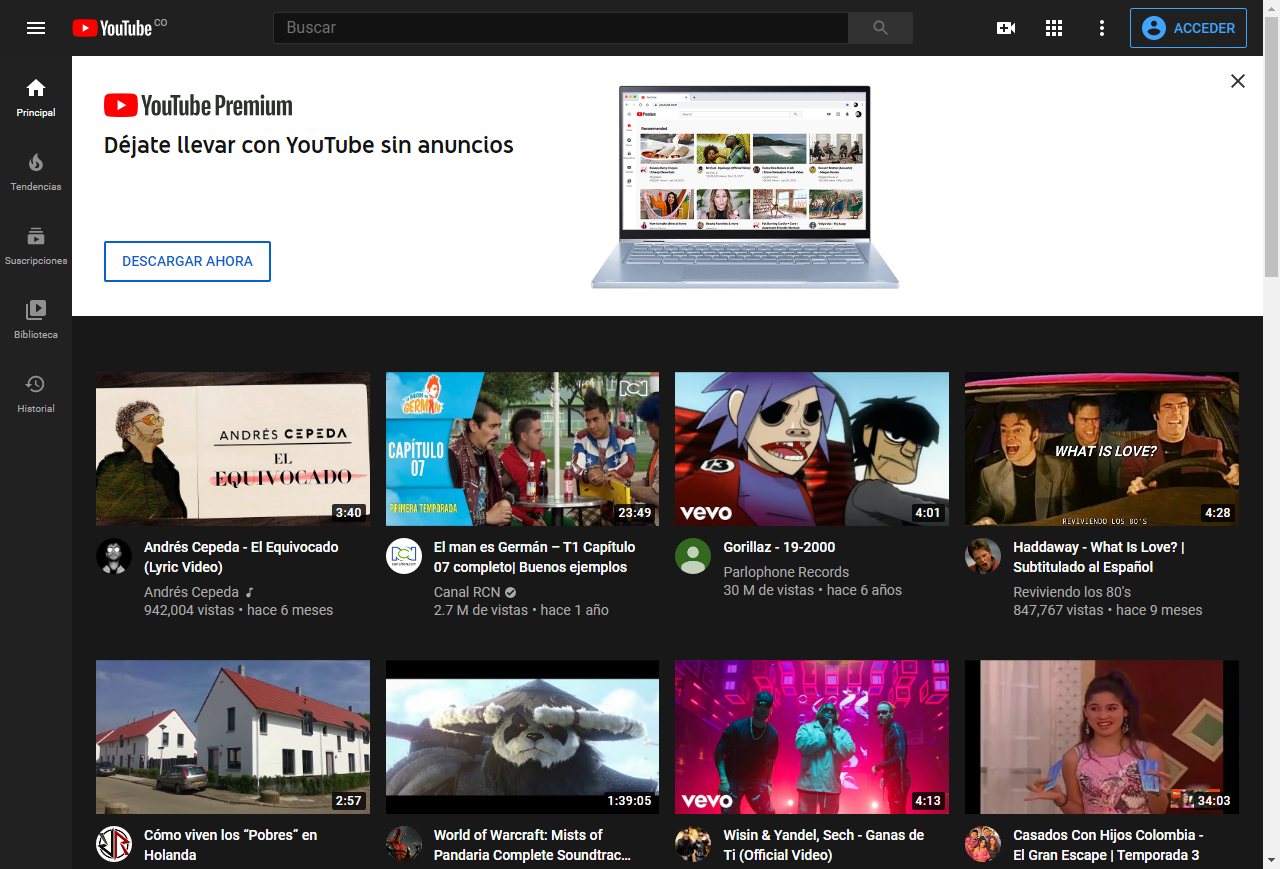 YouTube CO
Buscar
ACCEDER
Principal
Tendencias
Suscripciones
Biblioteca
Historial
YouTube Premium
Déjate llevar con YouTube sin anuncios
DESCARGAR AHORA
Premium
Recommended
ANDRÉS CEPEDA
EL
EQUIVOCADO
3:40
EL MAN ES GERMÁN
RCN
CAPÍTULO
07
PRIMERA TEMPORADA
23:49
13
vevo
4:01
WHAT IS LOVE?
REVIVIENDO LOS 80'S
4:28
Andrés Cepeda - El Equivocado
(Lyric Video)
Andrés Cepeda
942,004 vistas • hace 6 meses
El man es Germán – T1 Capítulo
07 completo| Buenos ejemplos
Canal RCN
2.7 M de vistas • hace 1 año
Gorillaz - 19-2000
Parlophone Records
30 M de vistas • hace 6 años
Haddaway - What Is Love? |
Subtitulado al Español
Reviviendo los 80's
847,767 vistas • hace 9 meses
2:57
1:39:05
vevo
4:13
34:03
Cómo viven los “Pobres” en
Holanda
World of Warcraft: Mists of
Pandaria Complete Soundtrac...
Wisin & Yandel, Sech - Ganas de
Ti (Official Video)
Casados Con Hijos Colombia -
El Gran Escape | Temporada 3